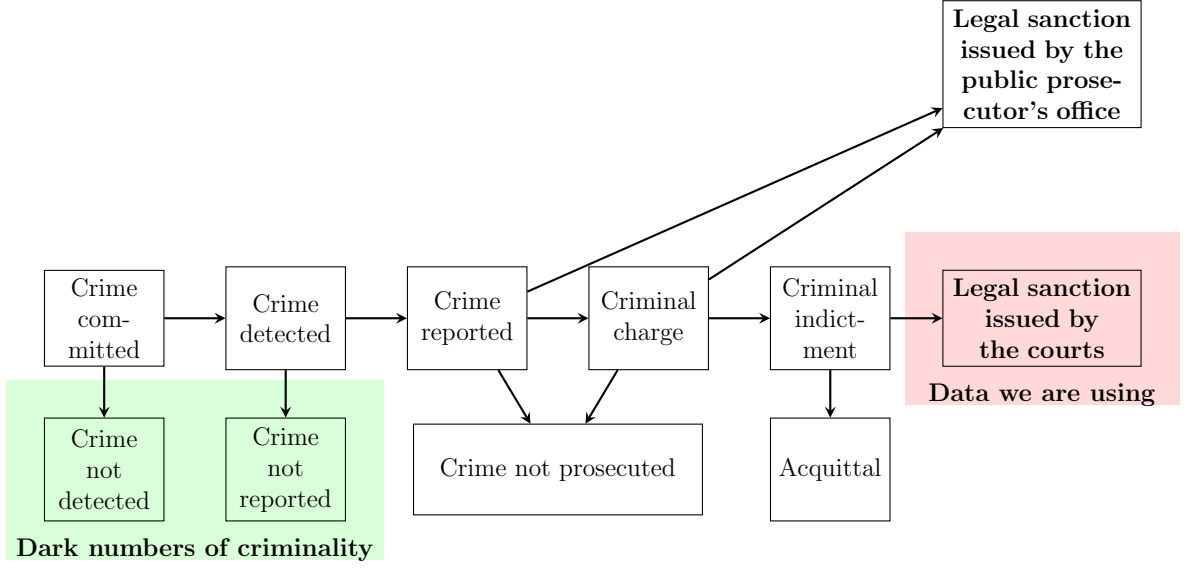 Legal sanction
issued by the
public prose-
cutor's office
Crime
com-
mitted
Crime
detected
Crime
reported
Criminal
charge
Criminal
indict-
ment
Legal sanction
issued by
the courts
Data we are using
Crime
not
detected
Crime
not
reported
Crime not prosecuted
Acquittal
Dark numbers of criminality